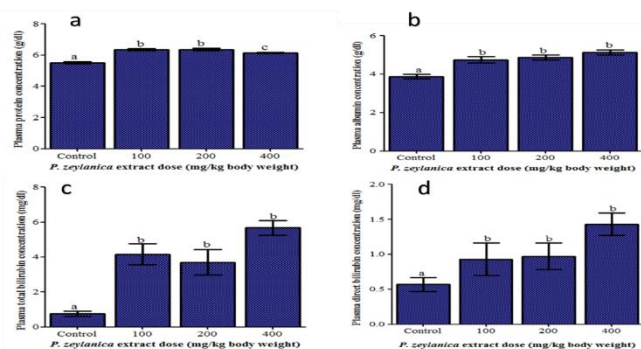 a
Plasma protein concentration (g/dl)
8
6
4
2
0
a
b
b
c
Control 100 200 400
P. zeylanica extract dose (mg/kg body weight)
b
Plasma albumin concentration (g/dl)
6
4
2
0
a
b
b
b
Control 100 200 400
P. zeylanica extract dose (mg/kg body weight)
c
Plasma total bilirubin concentration (mg/dl)
8
6
4
2
0
a
b
b
b
Control 100 200 400
P. zeylanica extract dose (mg/kg body weight)
d
Plasma direct bilirubin concentration (mg/dl)
2.0
1.5
1.0
0.5
0.0
a
b
b
b
Control 100 200 400
P. zeylanica extract dose (mg/kg body weight)